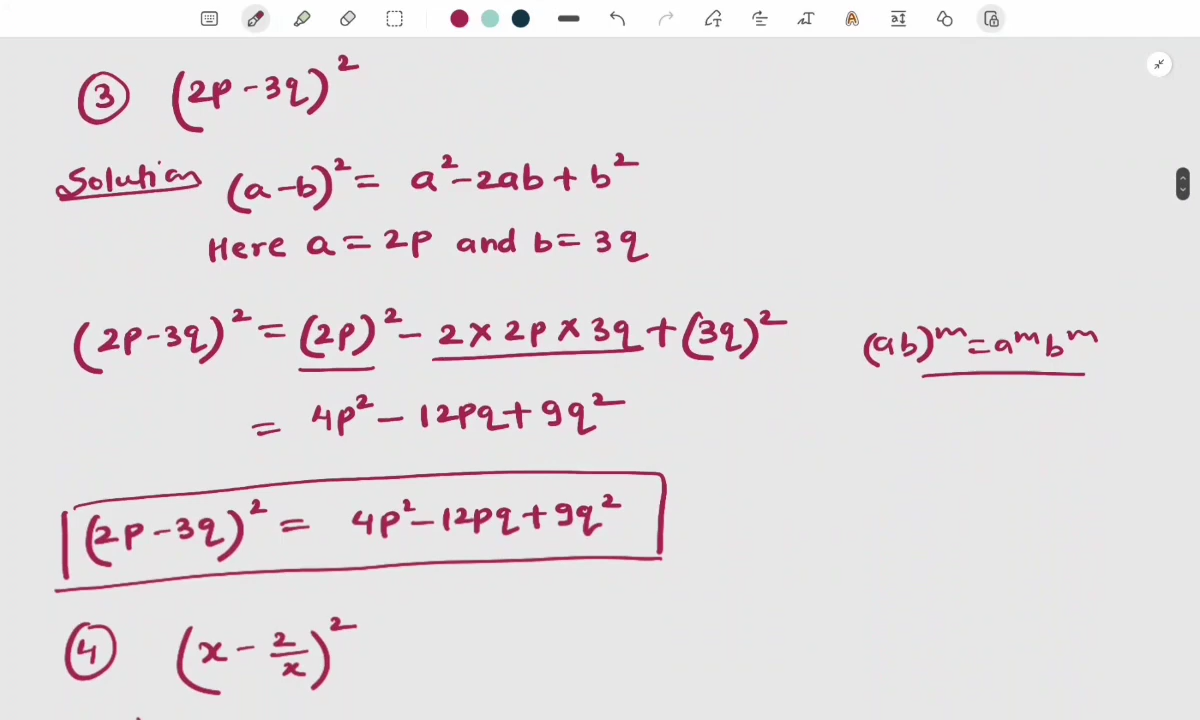 ③ (2p-3q)²
Solution (a-b)² = a²-2ab+b²
Here a=2p and b=3q
(2p-3q)² = (2p)² - 2×2p×3q + (3q)² (ab)ᵐ=aᵐbᵐ
= 4p² - 12pq + 9q²
(2p-3q)² = 4p²-12pq+9q²
④ (x - 2/x)²